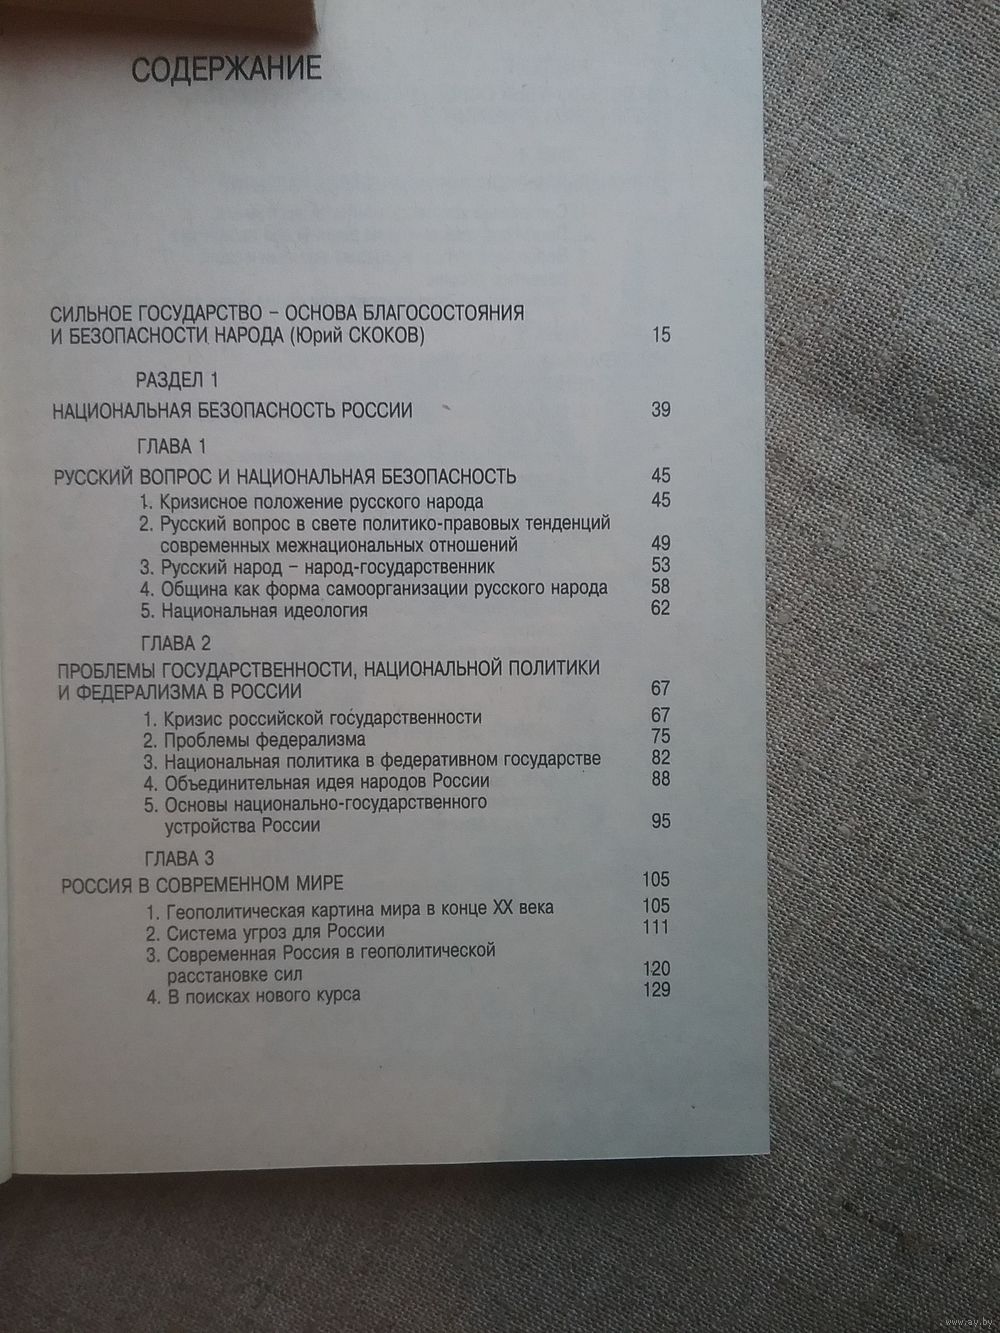 СОДЕРЖАНИЕ
СИЛЬНОЕ ГОСУДАРСТВО – ОСНОВА БЛАГОСОСТОЯНИЯ
И БЕЗОПАСНОСТИ НАРОДА (Юрий СКОКОВ) 15
РАЗДЕЛ 1
НАЦИОНАЛЬНАЯ БЕЗОПАСНОСТЬ РОССИИ 39
ГЛАВА 1
РУССКИЙ ВОПРОС И НАЦИОНАЛЬНАЯ БЕЗОПАСНОСТЬ 45
1. Кризисное положение русского народа 45
2. Русский вопрос в свете политико-правовых тенденций
современных межнациональных отношений 49
3. Русский народ – народ-государственник 53
4. Община как форма самоорганизации русского народа 58
5. Национальная идеология 62
ГЛАВА 2
ПРОБЛЕМЫ ГОСУДАРСТВЕННОСТИ, НАЦИОНАЛЬНОЙ ПОЛИТИКИ
И ФЕДЕРАЛИЗМА В РОССИИ 67
1. Кризис российской государственности 67
2. Проблемы федерализма 75
3. Национальная политика в федеративном государстве 82
4. Объединительная идея народов России 88
5. Основы национально-государственного
устройства России 95
ГЛАВА 3
РОССИЯ В СОВРЕМЕННОМ МИРЕ 105
1. Геополитическая картина мира в конце XX века 105
2. Система угроз для России 111
3. Современная Россия в геополитической
расстановке сил 120
4. В поисках нового курса 129
www.ay.by